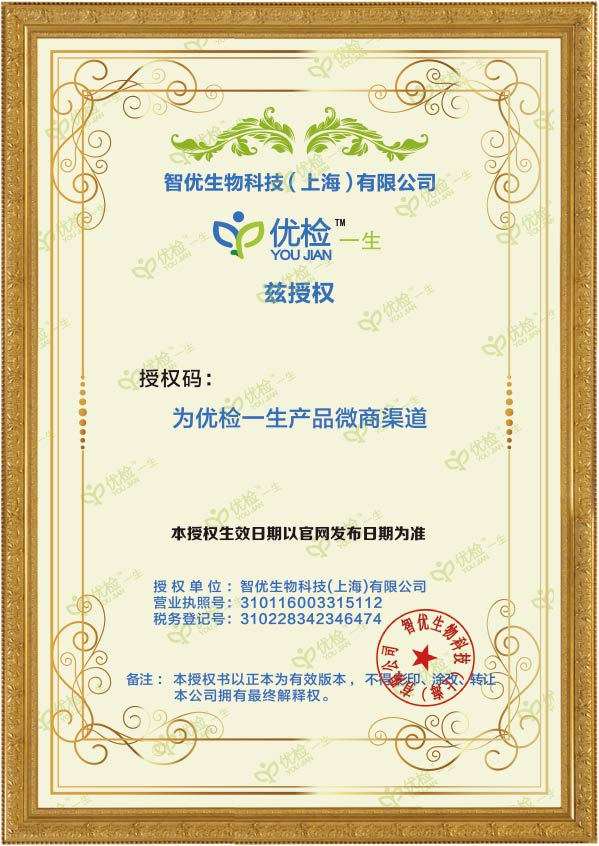 智优生物科技(上海)有限公司
优检™一生
YOU JIAN
兹授权
授权码：
为优检一生产品微商渠道
本授权生效日期以官网发布日期为准
授权单位：智优生物科技(上海)有限公司
营业执照号：310116003315112
税务登记号：310228342346474
备注：本授权书以正本为有效版本，不得影印、涂改、转让
本公司拥有最终解释权。
智优生物科技(上海)有限公司